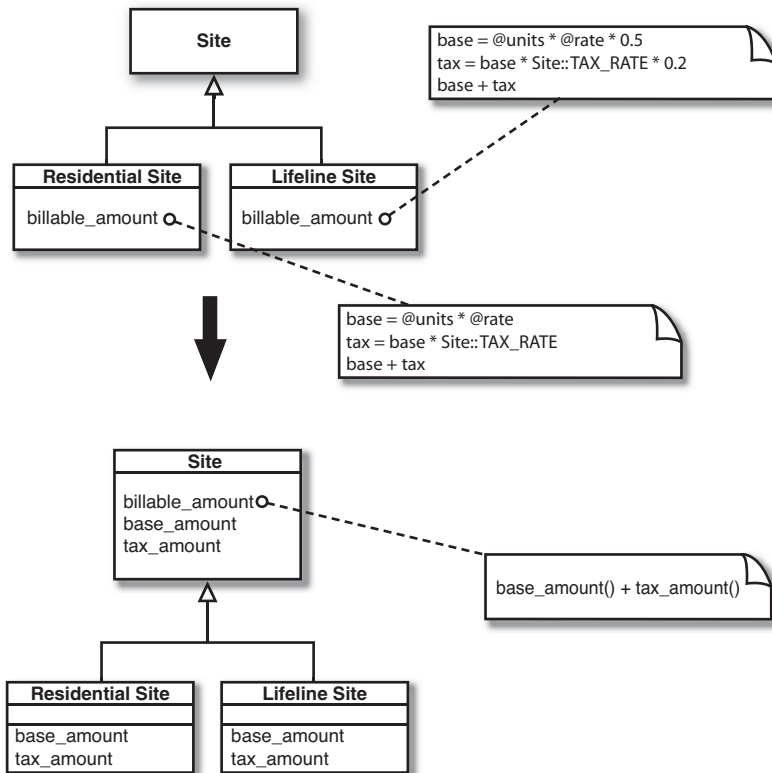 Site
base = @units * @rate * 0.5
tax = base * Site::TAX_RATE * 0.2
base + tax
Residential Site
billable_amount
Lifeline Site
billable_amount
base = @units * @rate
tax = base * Site::TAX_RATE
base + tax
Site
billable_amount
base_amount
tax_amount
base_amount() + tax_amount()
Residential Site
base_amount
tax_amount
Lifeline Site
base_amount
tax_amount